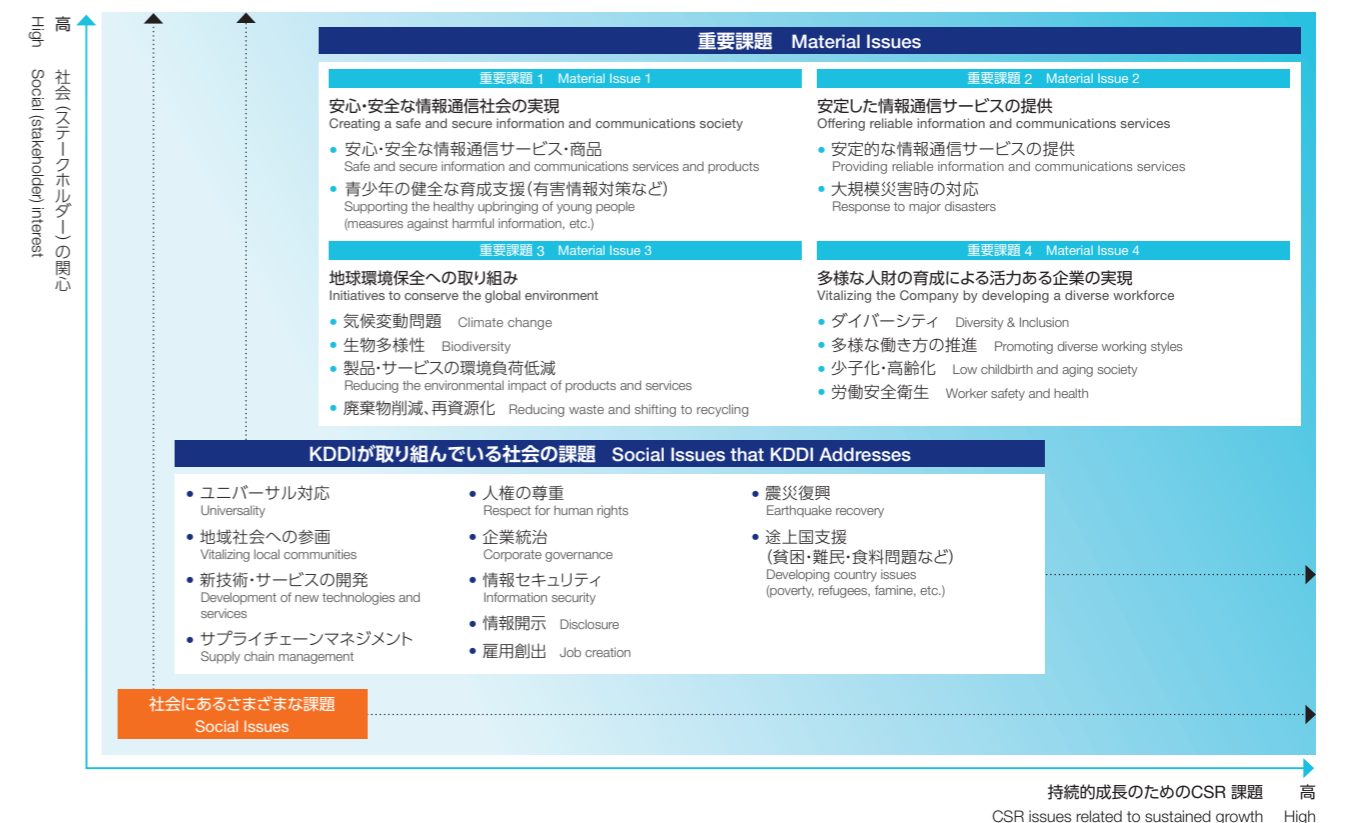 高
High
社会(ステークホルダー)の関心
Social (stakeholder) interest
重要課題 Material Issues
重要課題 1 Material Issue 1
安心・安全な情報通信社会の実現
Creating a safe and secure information and communications society
• 安心・安全な情報通信サービス・商品
Safe and secure information and communications services and products
• 青少年の健全な育成支援(有害情報対策など)
Supporting the healthy upbringing of young people
(measures against harmful information, etc.)
重要課題 2 Material Issue 2
安定した情報通信サービスの提供
Offering reliable information and communications services
• 安定的な情報通信サービスの提供
Providing reliable information and communications services
• 大規模災害時の対応
Response to major disasters
重要課題 3 Material Issue 3
地球環境保全への取り組み
Initiatives to conserve the global environment
• 気候変動問題 Climate change
• 生物多様性 Biodiversity
• 製品・サービスの環境負荷低減
Reducing the environmental impact of products and services
• 廃棄物削減、再資源化 Reducing waste and shifting to recycling
重要課題 4 Material Issue 4
多様な人財の育成による活力ある企業の実現
Vitalizing the Company by developing a diverse workforce
• ダイバーシティ Diversity & Inclusion
• 多様な働き方の推進 Promoting diverse working styles
• 少子化・高齢化 Low childbirth and aging society
• 労働安全衛生 Worker safety and health
KDDIが取り組んでいる社会の課題 Social Issues that KDDI Addresses
• ユニバーサル対応
Universality
• 地域社会への参画
Vitalizing local communities
• 新技術・サービスの開発
Development of new technologies and
services
• サプライチェーンマネジメント
Supply chain management
• 人権の尊重
Respect for human rights
• 企業統治
Corporate governance
• 情報セキュリティ
Information security
• 情報開示 Disclosure
• 雇用創出 Job creation
• 震災復興
Earthquake recovery
• 途上国支援
(貧困・難民・食料問題など)
Developing country issues
(poverty, refugees, famine, etc.)
社会にあるさまざまな課題
Social Issues
持続的成長のためのCSR 課題 高
CSR issues related to sustained growth High